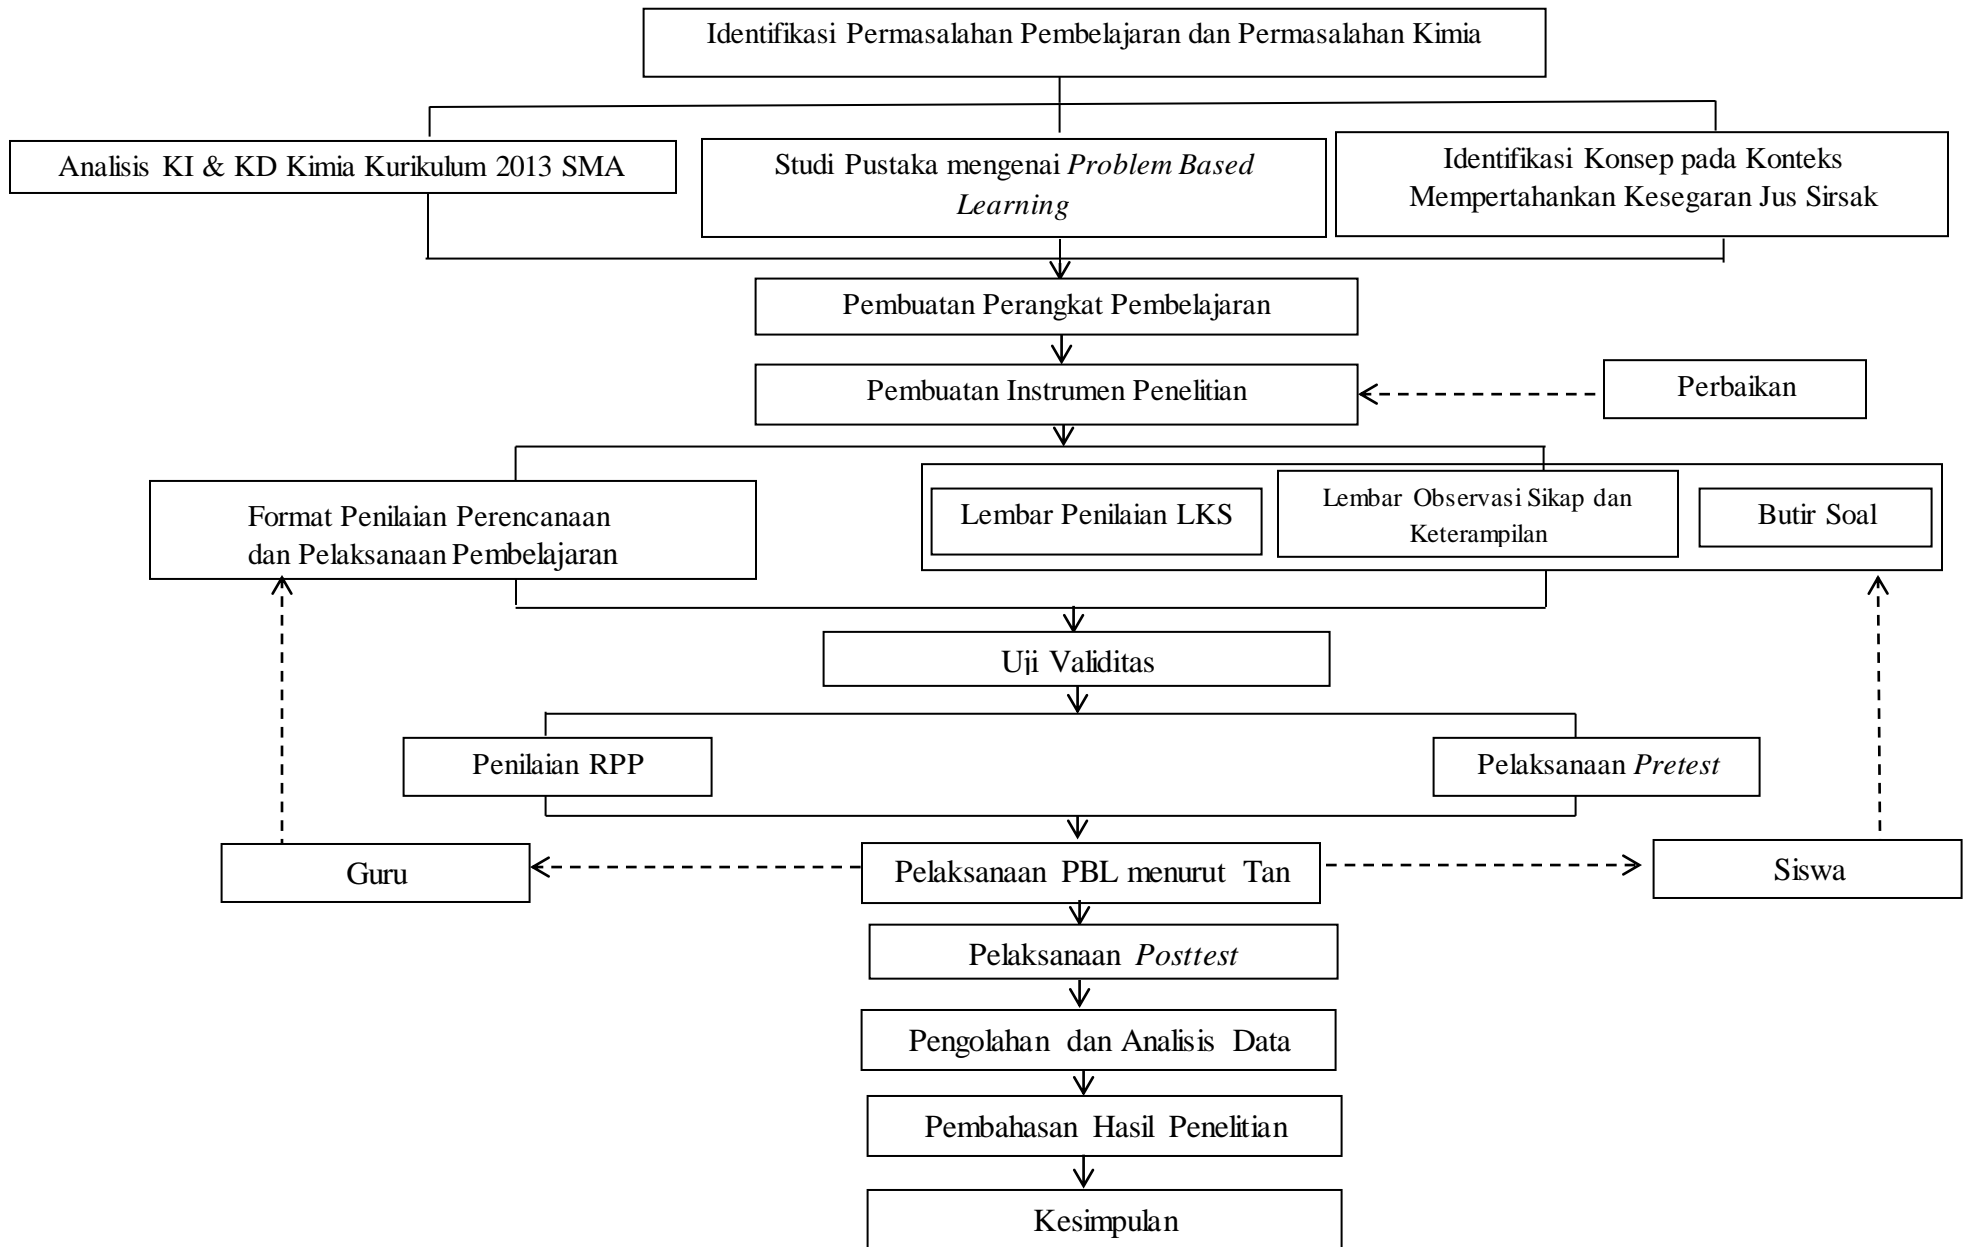 Identifikasi Permasalahan Pembelajaran dan Permasalahan Kimia
Analisis KI & KD Kimia Kurikulum 2013 SMA
Studi Pustaka mengenai Problem Based
Learning
Identifikasi Konsep pada Konteks
Mempertahankan Kesegaran Jus Sirsak
Pembuatan Perangkat Pembelajaran
Pembuatan Instrumen Penelitian
Perbaikan
Format Penilaian Perencanaan
dan Pelaksanaan Pembelajaran
Lembar Penilaian LKS
Lembar Observasi Sikap dan
Keterampilan
Butir Soal
Uji Validitas
Penilaian RPP
Pelaksanaan Pretest
Guru
Pelaksanaan PBL menurut Tan
Siswa
Pelaksanaan Posttest
Pengolahan dan Analisis Data
Pembahasan Hasil Penelitian
Kesimpulan